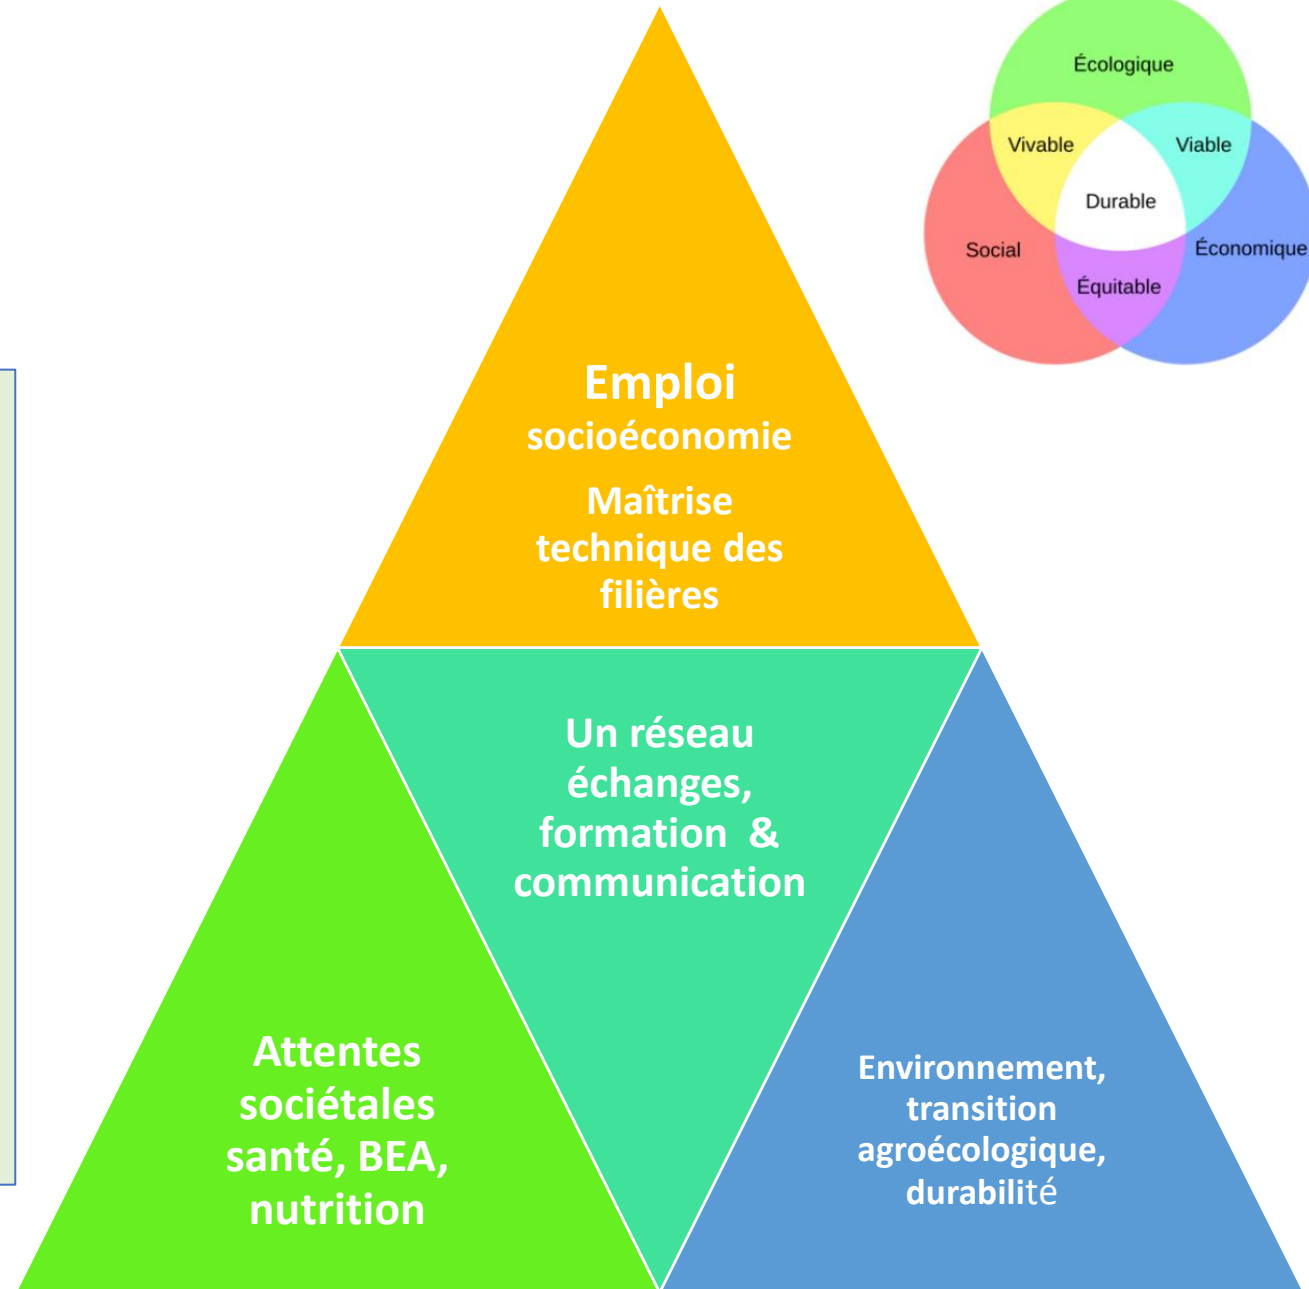 Écologique
Vivable
Viable
Durable
Social
Économique
Équitable
Emploi
socioéconomie
Maîtrise
technique des
filières
Un réseau
échanges,
formation  &
communication
Attentes
sociétales
santé, BEA,
nutrition
Environnement,
transition
agroécologique,
durabilité